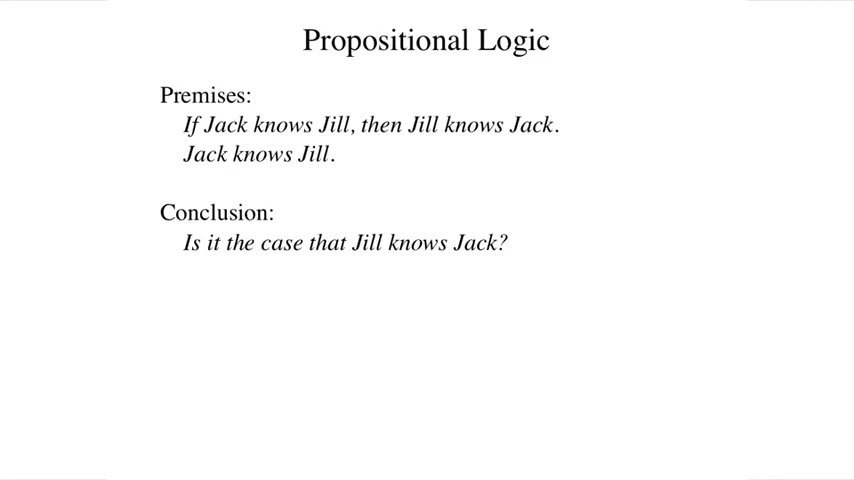 Propositional Logic
Premises:
If Jack knows Jill, then Jill knows Jack.
Jack knows Jill.
Conclusion:
Is it the case that Jill knows Jack?